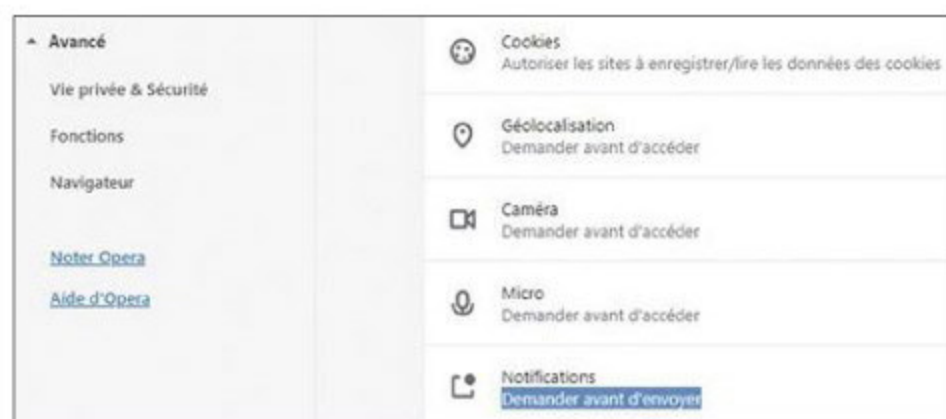 Avancé
Vie privée & Sécurité
Fonctions
Navigateur
Noter Opera
Aide d'Opera
Cookies
Autoriser les sites à enregistrer/lire les données des cookies
Géolocalisation
Demander avant d'accéder
Caméra
Demander avant d'accéder
Micro
Demander avant d'accéder
Notifications
Demander avant d'envoyer